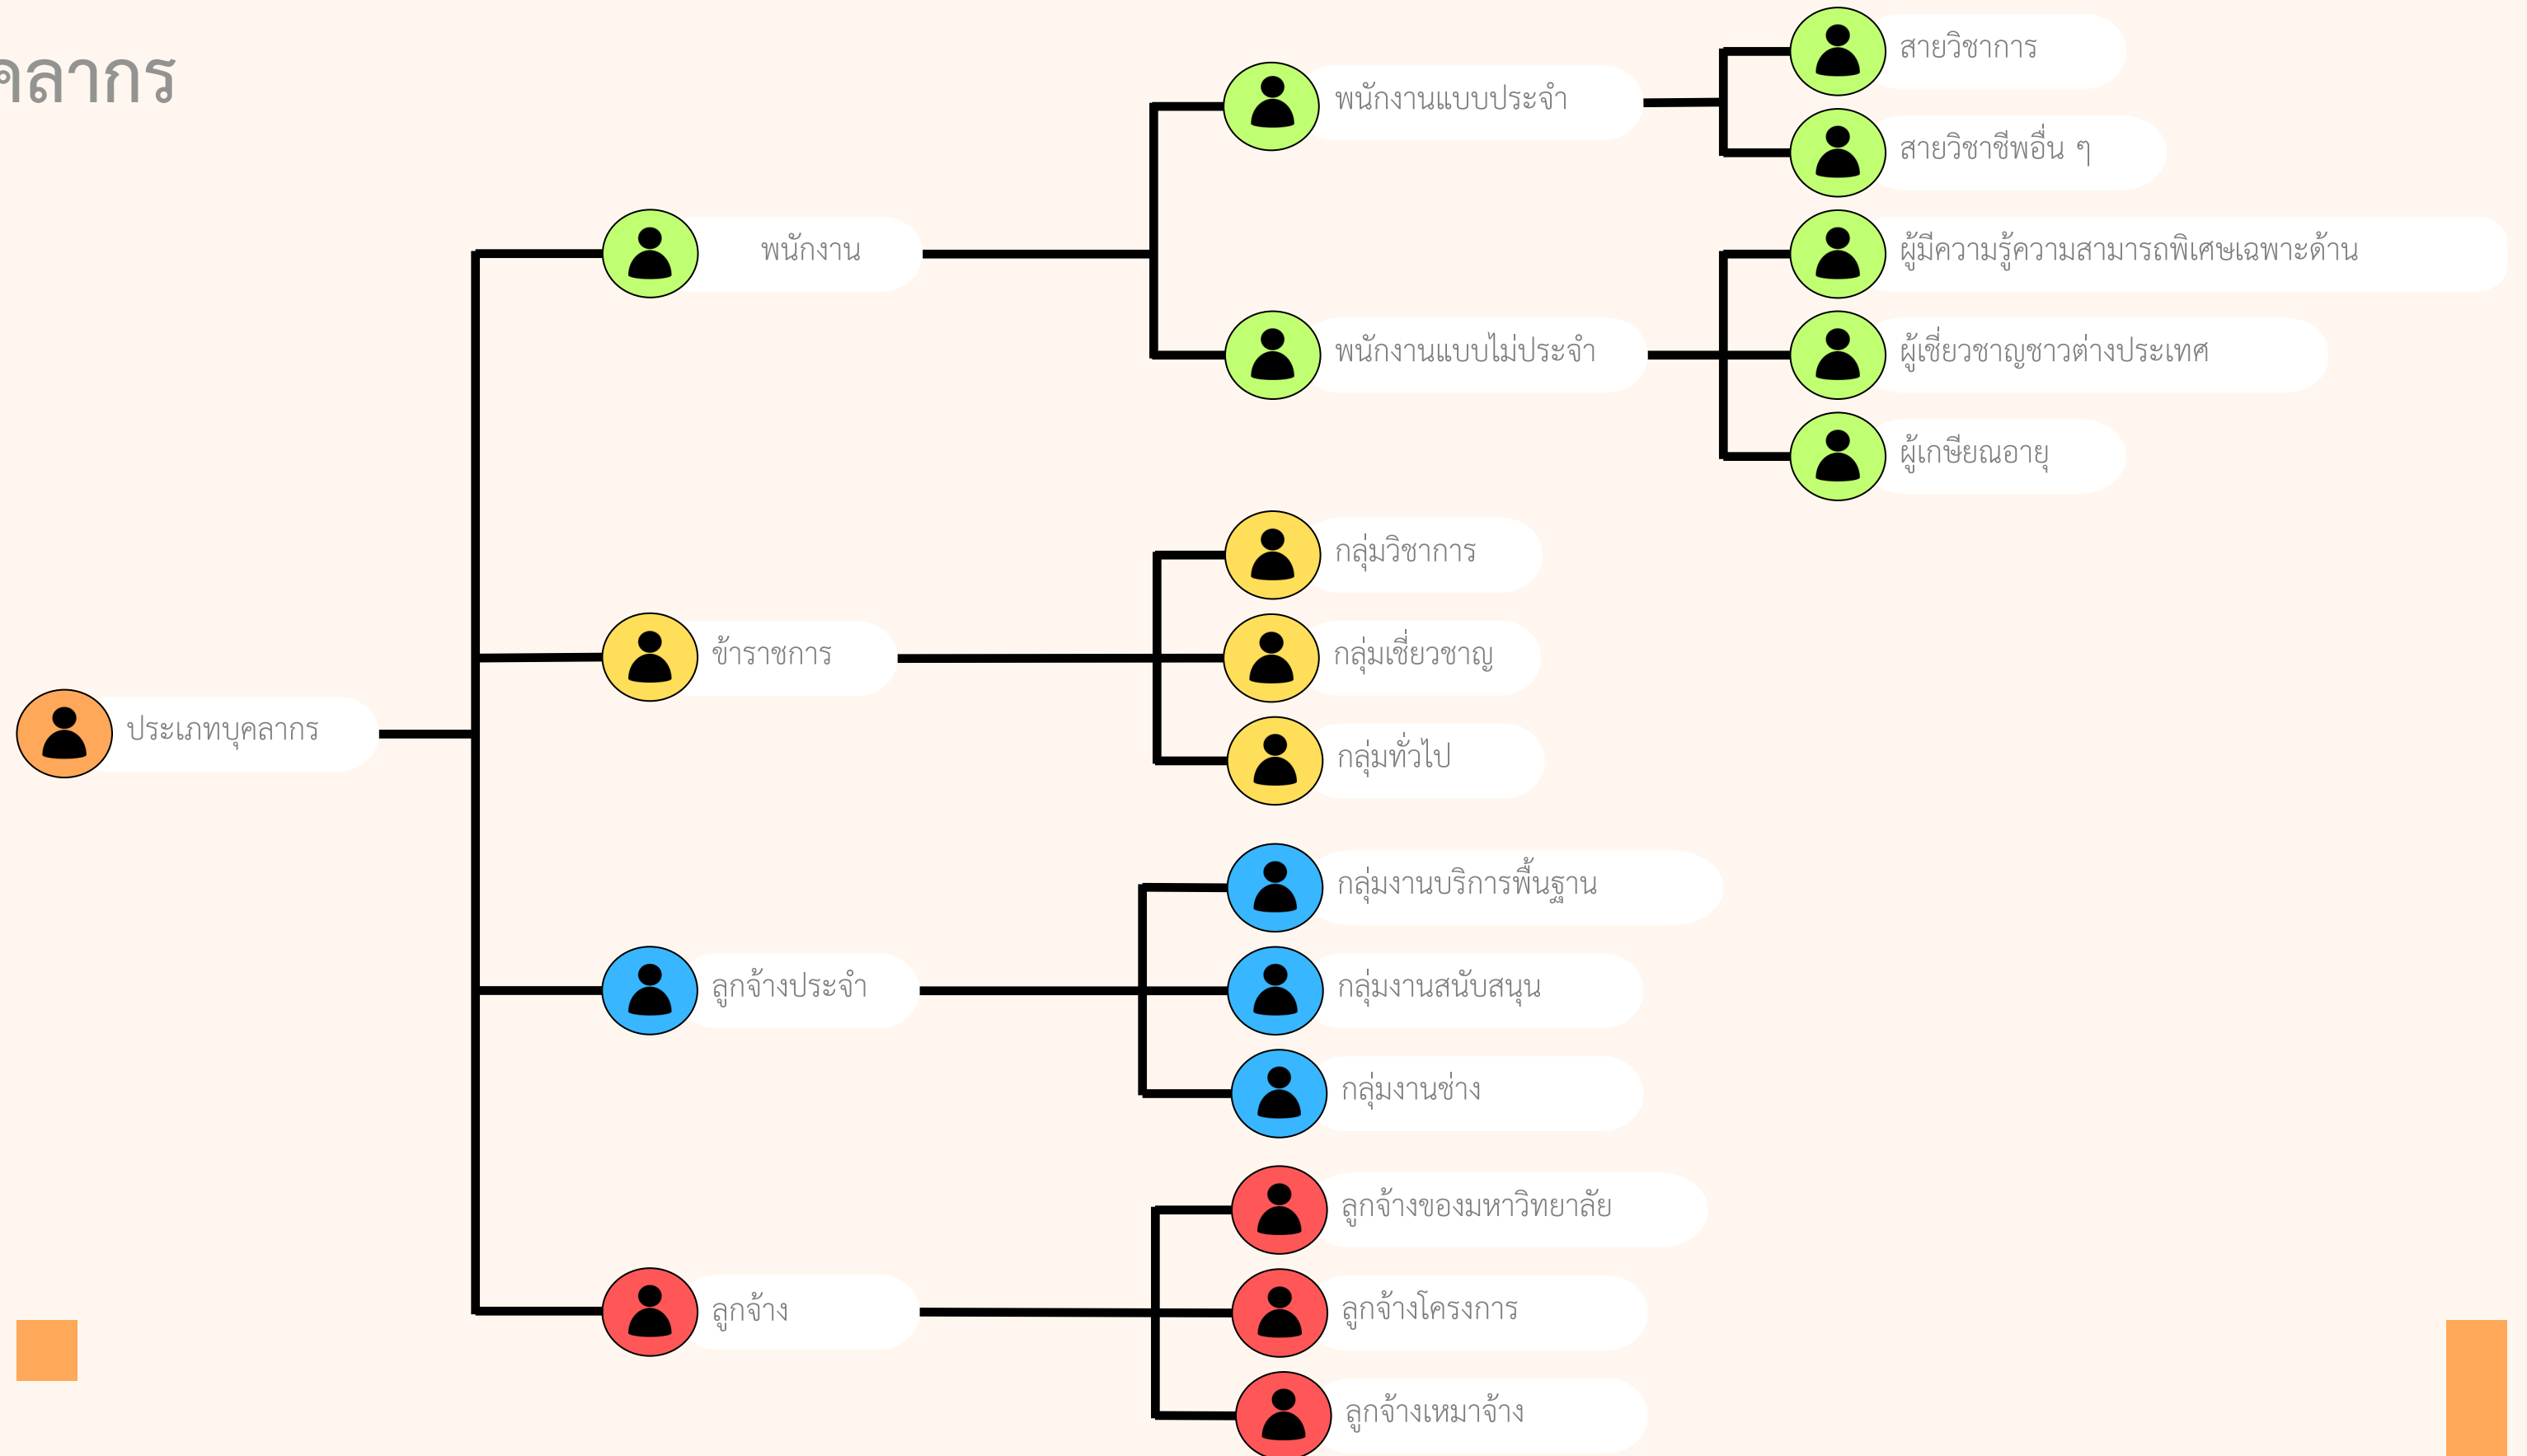 คลากร
ประเภทบุคลากร
พนักงาน
พนักงานแบบประจำ
สายวิชาการ
สายวิชาชีพอื่น ๆ
พนักงานแบบไม่ประจำ
ผู้มีความรู้ความสามารถพิเศษเฉพาะด้าน
ผู้เชี่ยวชาญชาวต่างประเทศ
ผู้เกษียณอายุ
ข้าราชการ
กลุ่มวิชาการ
กลุ่มเชี่ยวชาญ
กลุ่มทั่วไป
ลูกจ้างประจำ
กลุ่มงานบริการพื้นฐาน
กลุ่มงานสนับสนุน
กลุ่มงานช่าง
ลูกจ้าง
ลูกจ้างของมหาวิทยาลัย
ลูกจ้างโครงการ
ลูกจ้างเหมาจ้าง